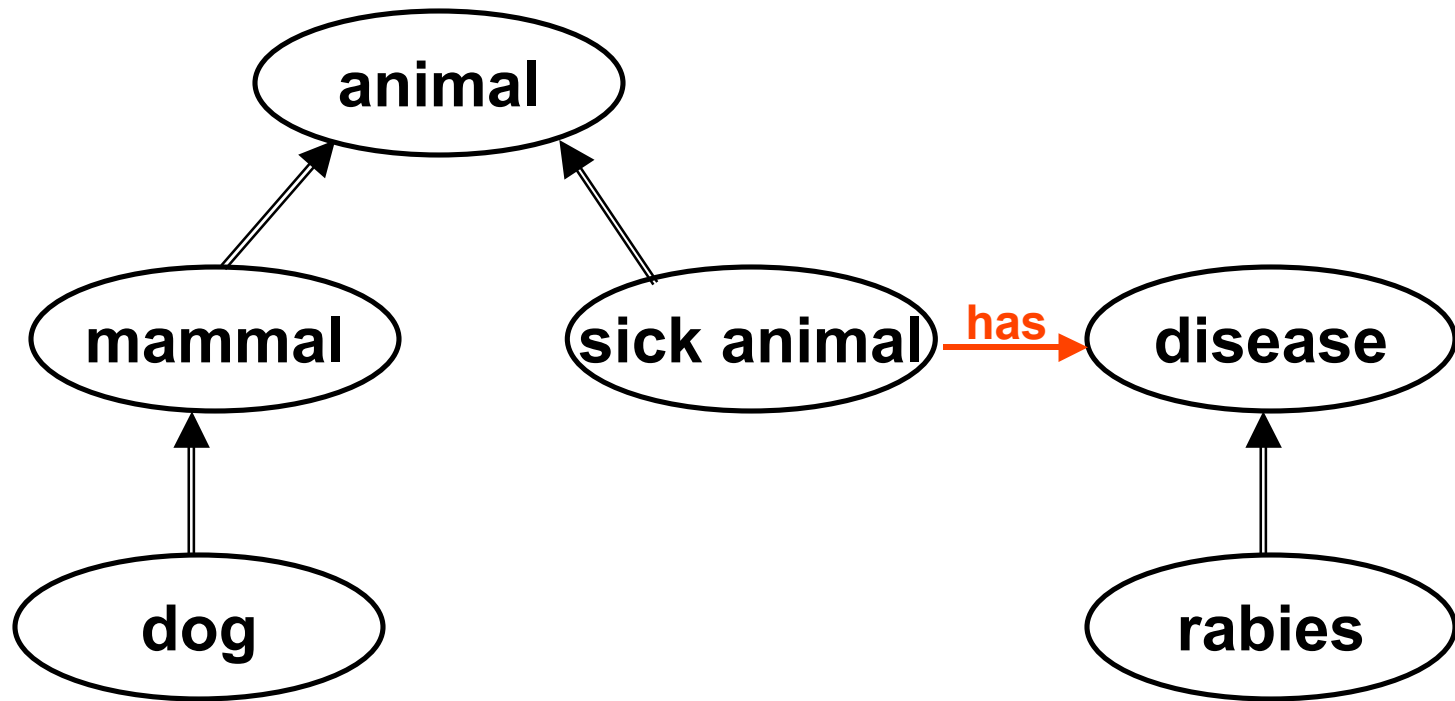 animal
mammal
sick animal
has
disease
dog
rabies